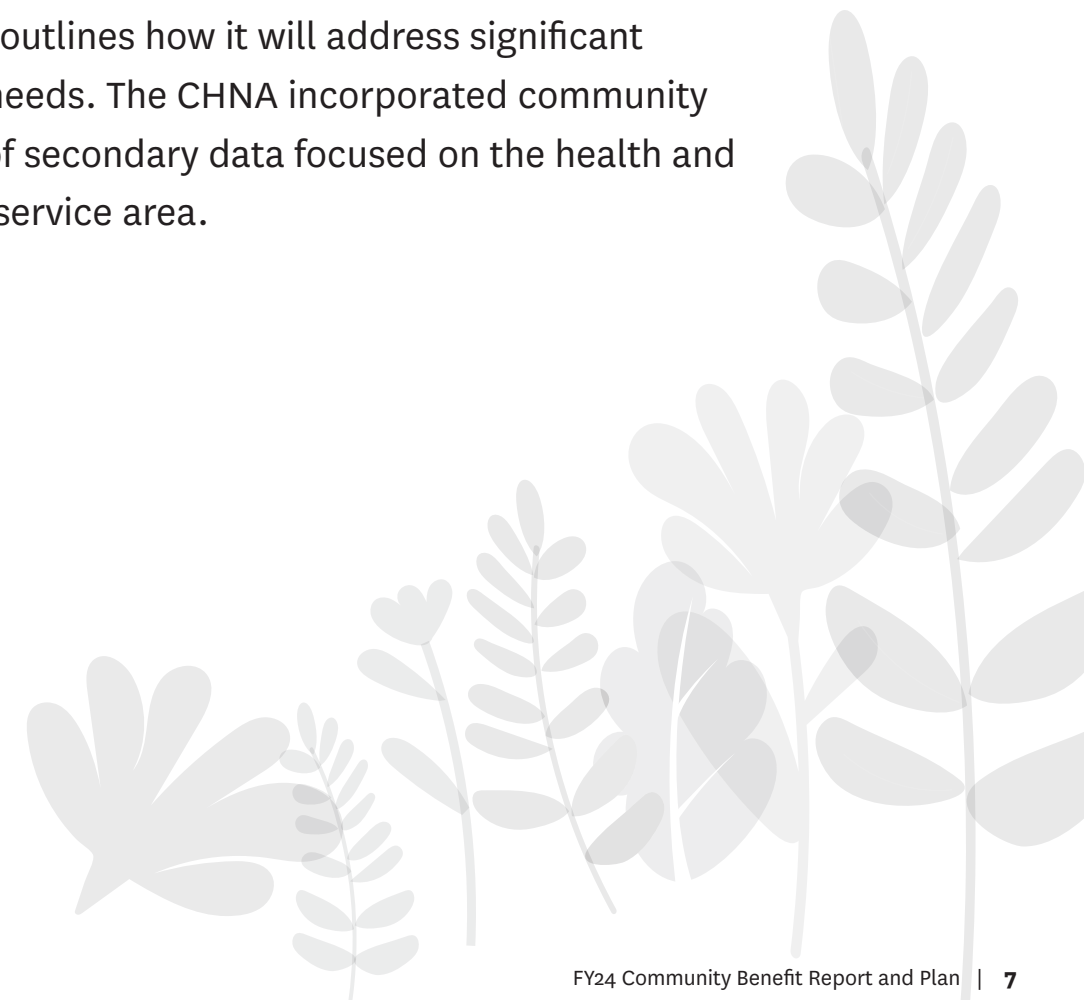 outlines how it will address significant
needs. The CHNA incorporated community
of secondary data focused on the health and
service area.
FY24 Community Benefit Report and Plan | 7